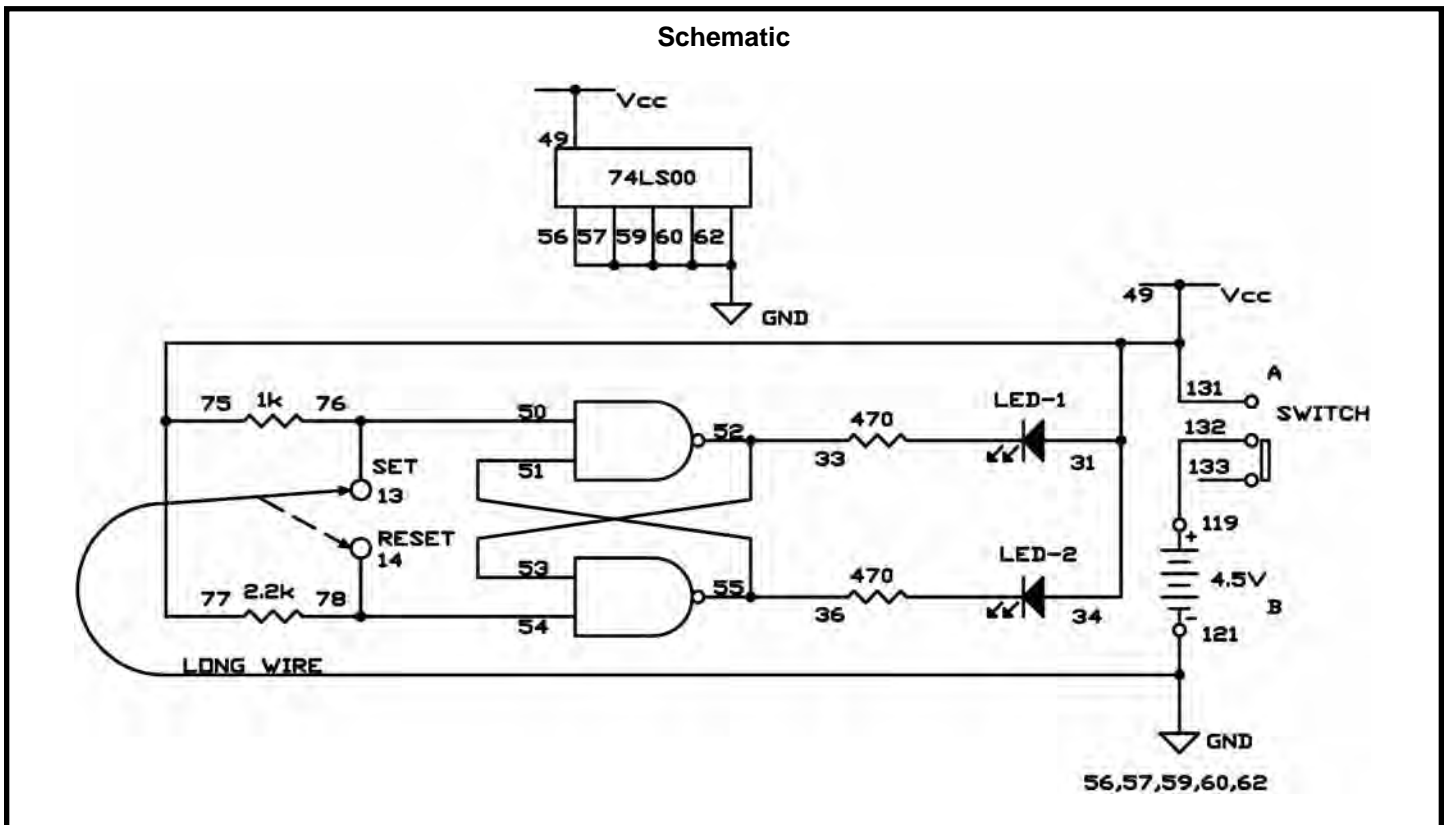 Schematic
Vcc
49
74LS00
56 57 59 60 62
GND
49 Vcc
A
131
SWITCH
132
133
75 1k 76
50
52
470
LED-1
33
31
51
SET
13
RESET
14
119
+
4.5V
B
-
121
77 2.2k 78
53
55
54
470
LED-2
36
34
LONG WIRE
GND
56,57,59,60,62